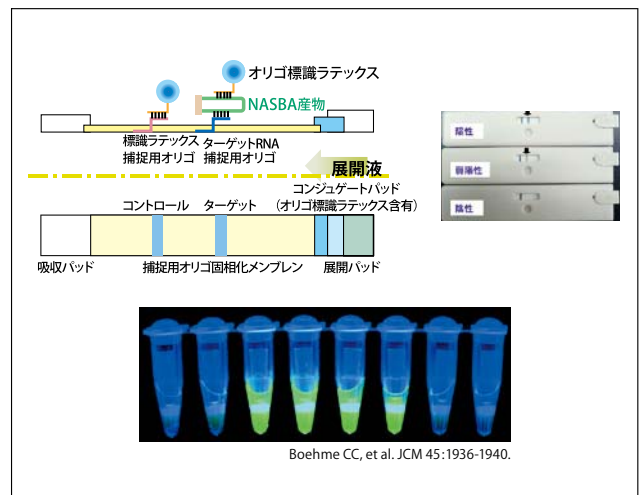 オリゴ標識ラテックス
NASBA産物
標識ラテックス
捕捉用オリゴ
ターゲットRNA
捕捉用オリゴ
展開液
コンジュゲートパッド
(オリゴ標識ラテックス含有)
コントロール
ターゲット
吸収パッド
捕捉用オリゴ固相化メンブレン
展開パッド
陽性
弱陽性
陰性
Boehme CC, et al. JCM 45:1936-1940.